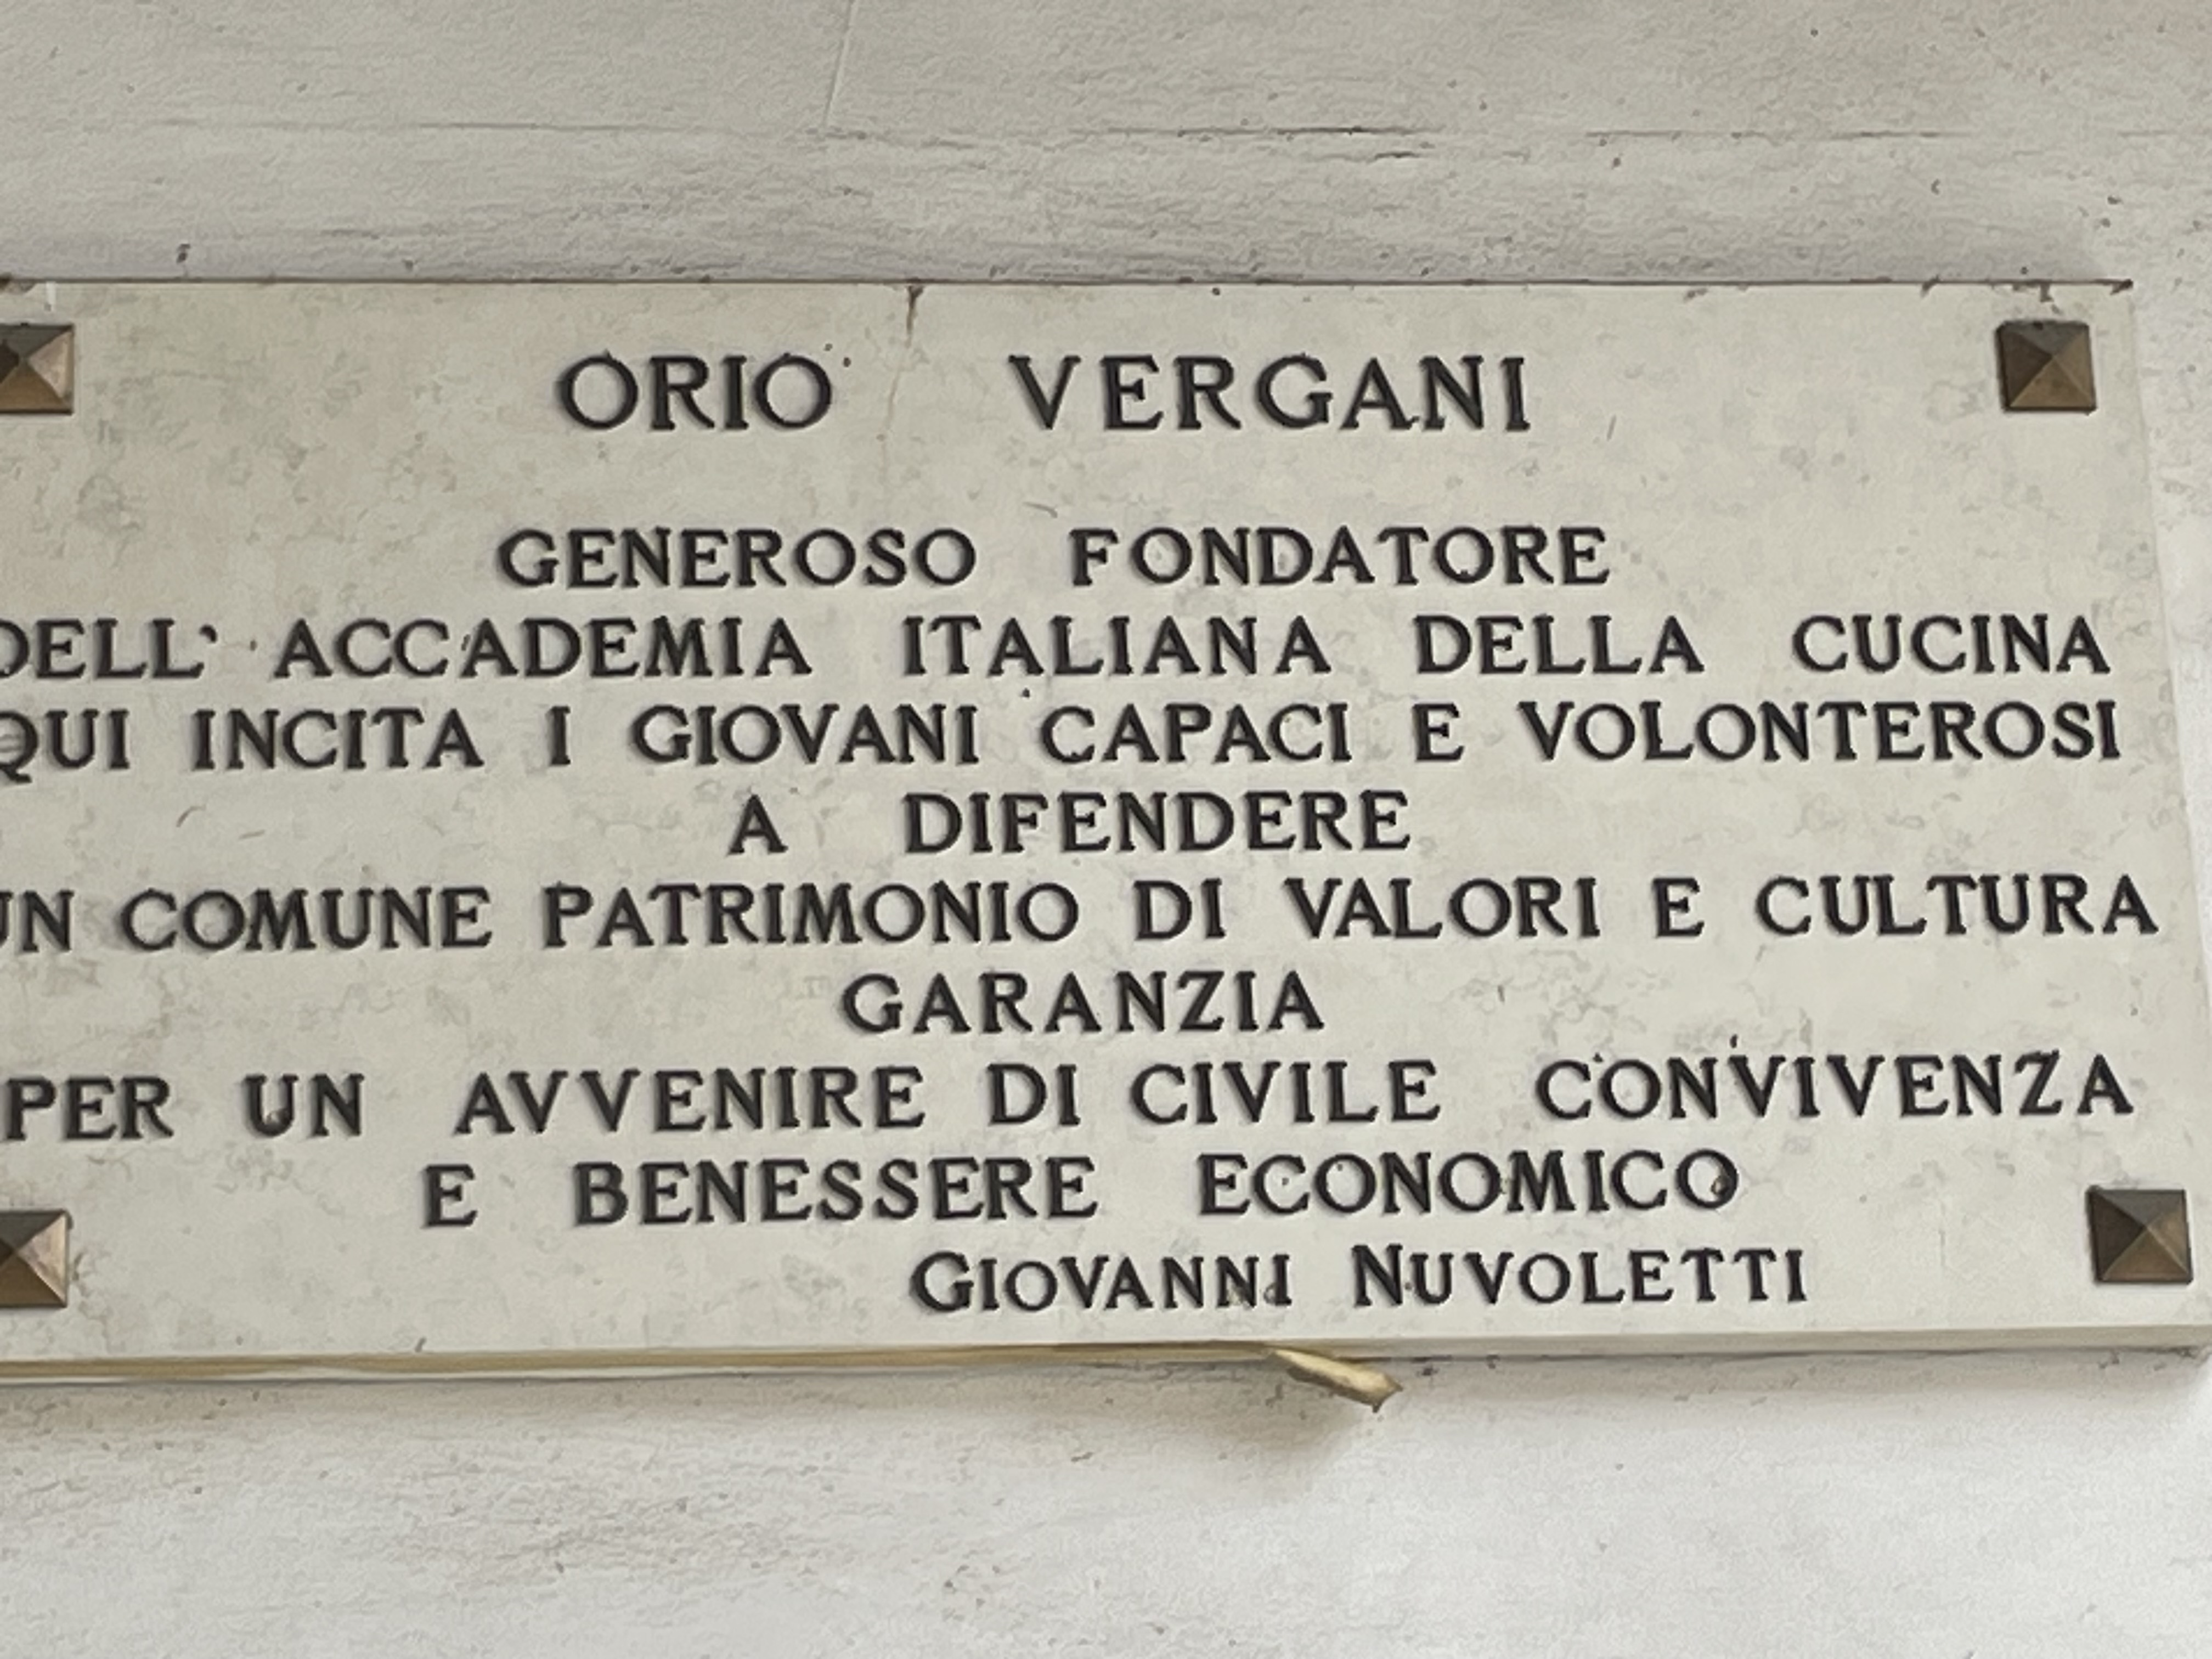 ORIO VERGANI
GENEROSO FONDATORE
DELL' ACCADEMIA ITALIANA DELLA CUCINA
QUI INCITA I GIOVANI CAPACI E VOLONTEROSI
A DIFENDERE
UN COMUNE PATRIMONIO DI VALORI E CULTURA
GARANZIA
PER UN AVVENIRE DI CIVILE CONVIVENZA
E BENESSERE ECONOMICO
GIOVANNI NUVOLETTI